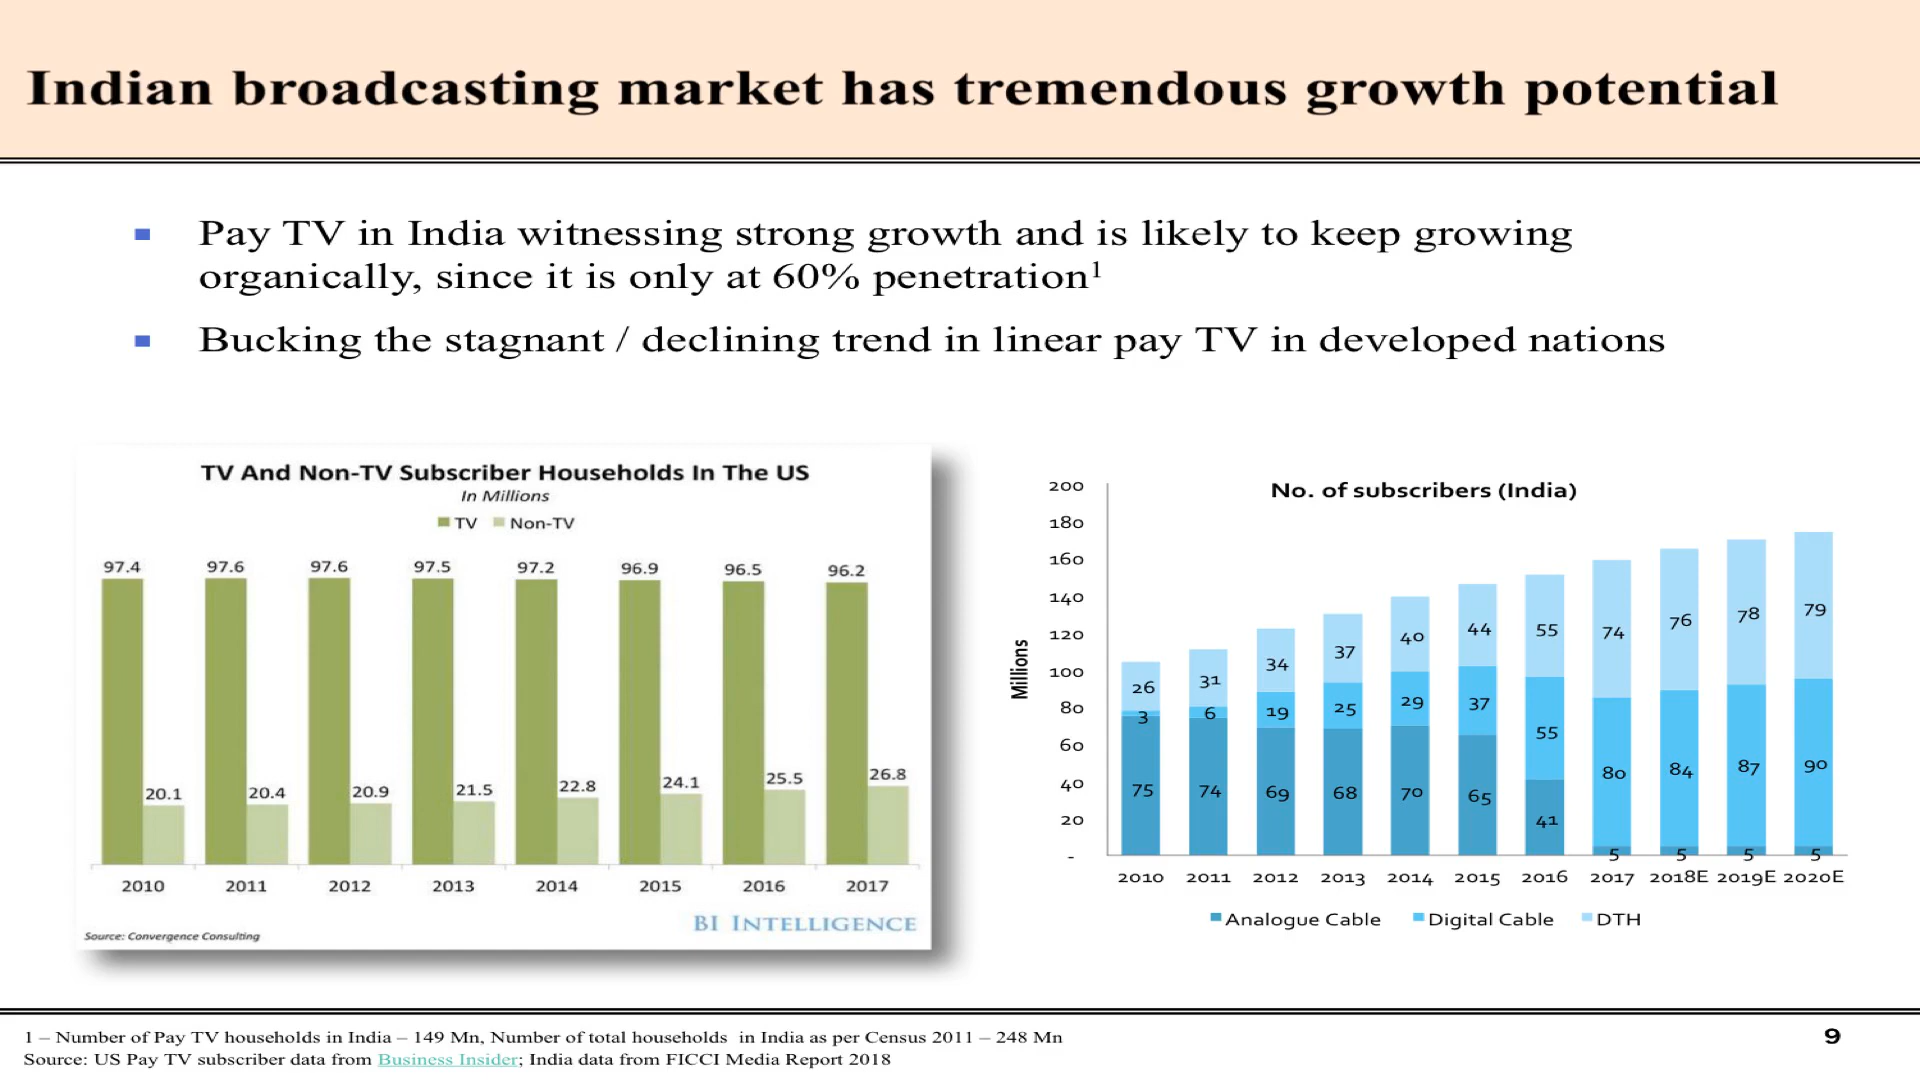 Indian broadcasting market has tremendous growth potential
Pay TV in India witnessing strong growth and is likely to keep growing
organically, since it is only at 60% penetration¹
Bucking the stagnant / declining trend in linear pay TV in developed nations
TV And Non-TV Subscriber Households In The US
In Millions
TV Non-TV
97.4 97.6 97.6 97.5 97.2 96.9 96.5 96.2
20.1 20.4 20.9 21.5 22.8 24.1 25.5 26.8
2010 2011 2012 2013 2014 2015 2016 2017
BI INTELLIGENCE
Source: Convergence Consulting
No. of subscribers (India)
Millions
200
180
160
140
120
100
80
60
40
20
-
26 31 34 37 40 44 55 74 76 78 79
3 6 19 25 29 37 55 80 84 87 90
75 74 69 68 70 65 41 5 5 5 5
2010 2011 2012 2013 2014 2015 2016 2017 2018E 2019E 2020E
Analogue Cable Digital Cable DTH
1 – Number of Pay TV households in India – 149 Mn, Number of total households in India as per Census 2011 – 248 Mn
Source: US Pay TV subscriber data from Business Insider; India data from FICCI Media Report 2018
9